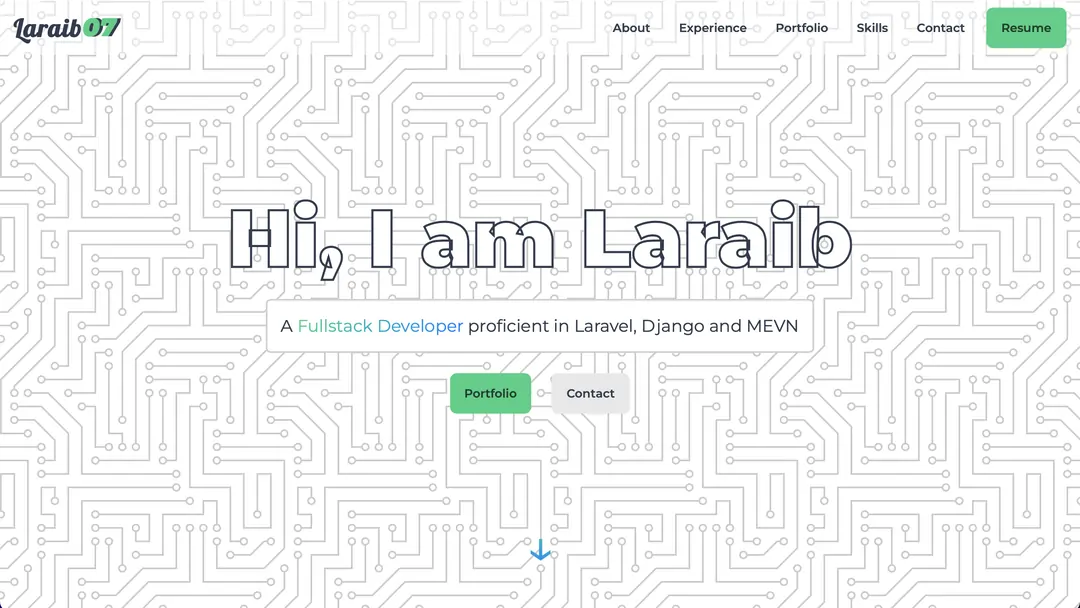 Laraib07
About
Experience
Portfolio
Skills
Contact
Resume
Hi, I am Laraib
A Fullstack Developer proficient in Laravel, Django and MEVN
Portfolio
Contact